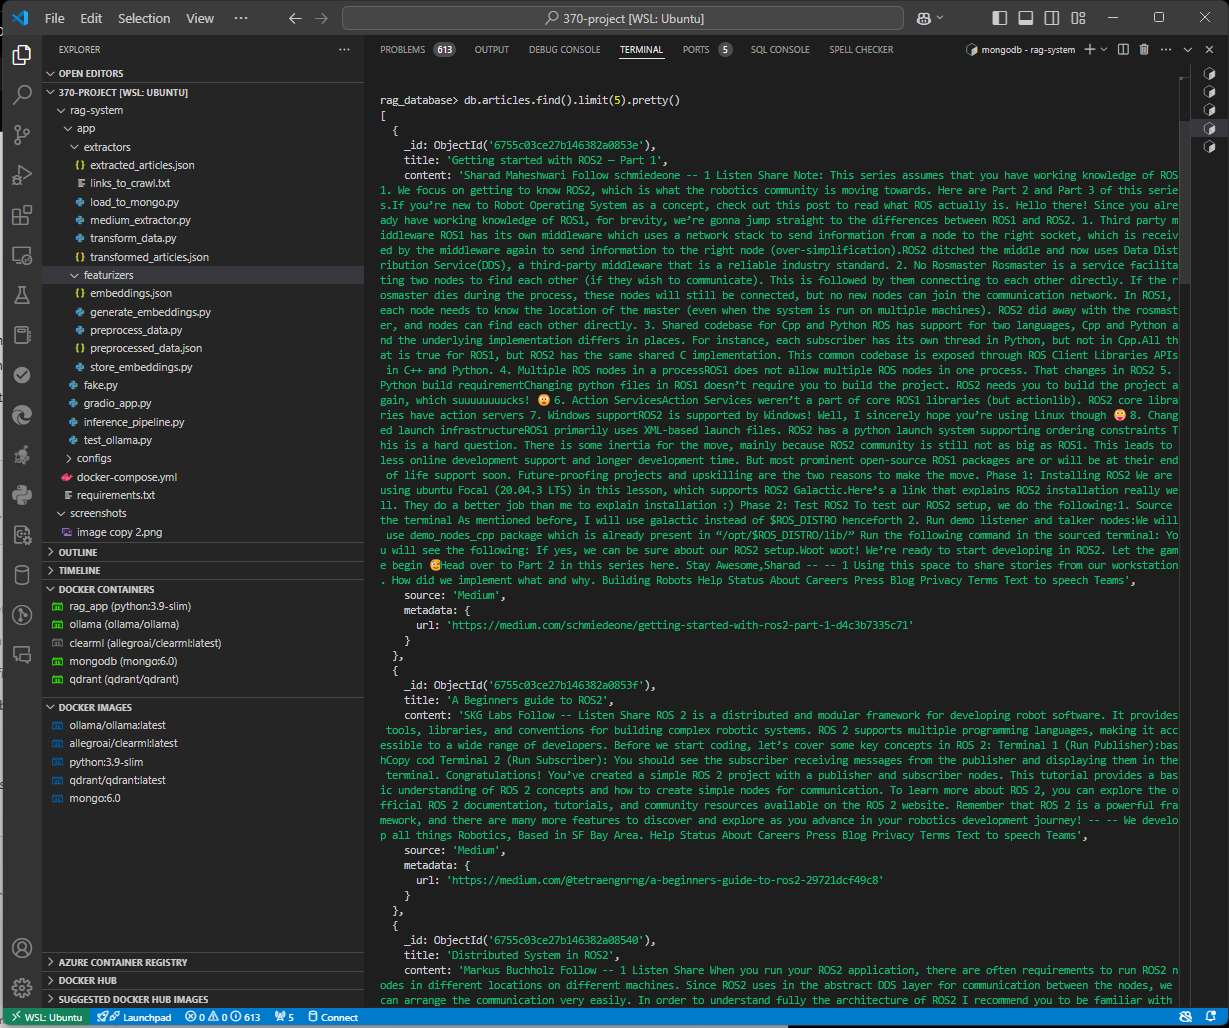 File Edit Selection View ··· 370-project [WSL: Ubuntu]
EXPLORER ···
OPEN EDITORS
370-PROJECT [WSL: UBUNTU]
rag-system
app
extractors
extracted_articles.json
links_to_crawl.txt
load_to_mongo.py
medium_extractor.py
transform_data.py
transformed_articles.json
featurizers
embeddings.json
generate_embeddings.py
preprocess_data.py
preprocessed_data.json
store_embeddings.py
fake.py
gradio_app.py
inference_pipeline.py
test_ollama.py
configs
docker-compose.yml
requirements.txt
screenshots
image copy 2.png
OUTLINE
TIMELINE
DOCKER CONTAINERS
rag_app (python:3.9-slim)
ollama (ollama/ollama)
clearml (allegroai/clearml:latest)
mongodb (mongo:6.0)
qdrant (qdrant/qdrant)
DOCKER IMAGES
ollama/ollama:latest
allegroai/clearml:latest
python:3.9-slim
qdrant/qdrant:latest
mongo:6.0
AZURE CONTAINER REGISTRY
DOCKER HUB
SUGGESTED DOCKER HUB IMAGES
PROBLEMS 613 OUTPUT DEBUG CONSOLE TERMINAL PORTS 5 SQL CONSOLE SPELL CHECKER mongodb - rag-system
rag_database> db.articles.find().limit(5).pretty()
[
{
_id: ObjectId('6755c03ce27b146382a0853e'),
title: 'Getting started with ROS2 — Part 1',
content: 'Sharad Maheshwari Follow schmiedeone -- 1 Listen Share Note: This series assumes that you have working knowledge of ROS
1. We focus on getting to know ROS2, which is what the robotics community is moving towards. Here are Part 2 and Part 3 of this serie
s.If you’re new to Robot Operating System as a concept, check out this post to read what ROS actually is. Hello there! Since you alre
ady have working knowledge of ROS1, for brevity, we’re gonna jump straight to the differences between ROS1 and ROS2. 1. Third party m
iddleware ROS1 has its own middleware which uses a network stack to send information from a node to the right socket, which is receiv
ed by the middleware again to send information to the right node (over-simplification).ROS2 ditched the middle and now uses Data Dist
ribution Service(DDS), a third-party middleware that is a reliable industry standard. 2. No Rosmaster Rosmaster is a service facilita
ting two nodes to find each other (if they wish to communicate). This is followed by them connecting to each other directly. If the r
osmaster dies during the process, these nodes will still be connected, but no new nodes can join the communication network. In ROS1,
each node needs to know the location of the master (even when the system is run on multiple machines). ROS2 did away with the rosmast
er, and nodes can find each other directly. 3. Shared codebase for Cpp and Python ROS has support for two languages, Cpp and Python a
nd the underlying implementation differs in places. For instance, each subscriber has its own thread in Python, but not in Cpp.All th
at is true for ROS1, but ROS2 has the same shared C implementation. This common codebase is exposed through ROS Client Libraries APIs
in C++ and Python. 4. Multiple ROS nodes in a processROS1 does not allow multiple ROS nodes in one process. That changes in ROS2 5.
Python build requirementChanging python files in ROS1 doesn’t require you to build the project. ROS2 needs you to build the project a
gain, which suuuuuuuucks! 6. Action ServicesAction Services weren’t a part of core ROS1 libraries (but actionlib). ROS2 core libra
ries have action servers 7. Windows supportROS2 is supported by Windows! Well, I sincerely hope you’re using Linux though 8. Chang
ed launch infrastructureROS1 primarily uses XML-based launch files. ROS2 has a python launch system supporting ordering constraints T
his is a hard question. There is some inertia for the move, mainly because ROS2 community is still not as big as ROS1. This leads to
less online development support and longer development time. But most prominent open-source ROS1 packages are or will be at their end
of life support soon. Future-proofing projects and upskilling are the two reasons to make the move. Phase 1: Installing ROS2 We are
using ubuntu Focal (20.04.3 LTS) in this lesson, which supports ROS2 Galactic.Here’s a link that explains ROS2 installation really we
ll. They do a better job than me to explain installation :) Phase 2: Test ROS2 To test our ROS2 setup, we do the following:1. Source
the terminal As mentioned before, I will use galactic instead of $ROS_DISTRO henceforth 2. Run demo listener and talker nodes:We will
use demo_nodes_cpp package which is already present in “/opt/$ROS_DISTRO/lib/” Run the following command in the sourced terminal: Yo
u will see the following: If yes, we can be sure about our ROS2 setup.Woot woot! We’re ready to start developing in ROS2. Let the gam
e begin Head over to Part 2 in this series here. Stay Awesome,Sharad -- -- 1 Using this space to share stories from our workstation
. How did we implement what and why. Building Robots Help Status About Careers Press Blog Privacy Terms Text to speech Teams',
source: 'Medium',
metadata: {
url: 'https://medium.com/schmiedeone/getting-started-with-ros2-part-1-d4c3b7335c71'
}
},
{
_id: ObjectId('6755c03ce27b146382a0853f'),
title: 'A Beginners guide to ROS2',
content: 'SKG Labs Follow -- Listen Share ROS 2 is a distributed and modular framework for developing robot software. It provides
tools, libraries, and conventions for building complex robotic systems. ROS 2 supports multiple programming languages, making it acc
essible to a wide range of developers. Before we start coding, let’s cover some key concepts in ROS 2: Terminal 1 (Run Publisher):bas
hCopy cod Terminal 2 (Run Subscriber): You should see the subscriber receiving messages from the publisher and displaying them in the
terminal. Congratulations! You’ve created a simple ROS 2 project with a publisher and subscriber nodes. This tutorial provides a bas
ic understanding of ROS 2 concepts and how to create simple nodes for communication. To learn more about ROS 2, you can explore the o
fficial ROS 2 documentation, tutorials, and community resources available on the ROS 2 website. Remember that ROS 2 is a powerful fra
mework, and there are many more features to discover and explore as you advance in your robotics development journey! -- -- We develo
p all things Robotics, Based in SF Bay Area. Help Status About Careers Press Blog Privacy Terms Text to speech Teams',
source: 'Medium',
metadata: {
url: 'https://medium.com/@tetraengnrng/a-beginners-guide-to-ros2-29721dcf49c8'
}
},
{
_id: ObjectId('6755c03ce27b146382a08540'),
title: 'Distributed System in ROS2',
content: 'Markus Buchholz Follow -- 1 Listen Share When you run your ROS2 application, there are often requirements to run ROS2 n
odes in different locations on different machines. Since ROS2 uses in the abstract DDS layer for communication between the nodes, we
can arrange the communication very easily. In order to understand fully the architecture of ROS2 I recommend you to be familiar with
WSL: Ubuntu Launchpad 0 0 613 5 Connect